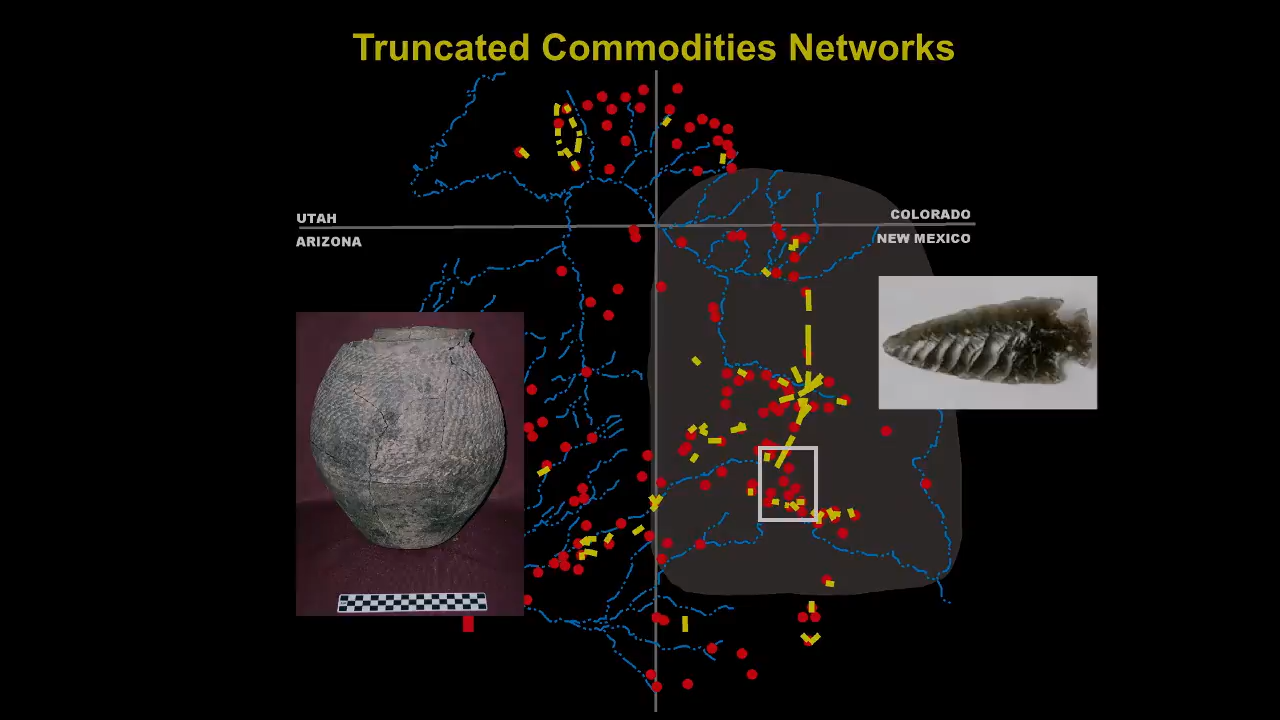 Truncated Commodities Networks
UTAH
COLORADO
ARIZONA
NEW MEXICO